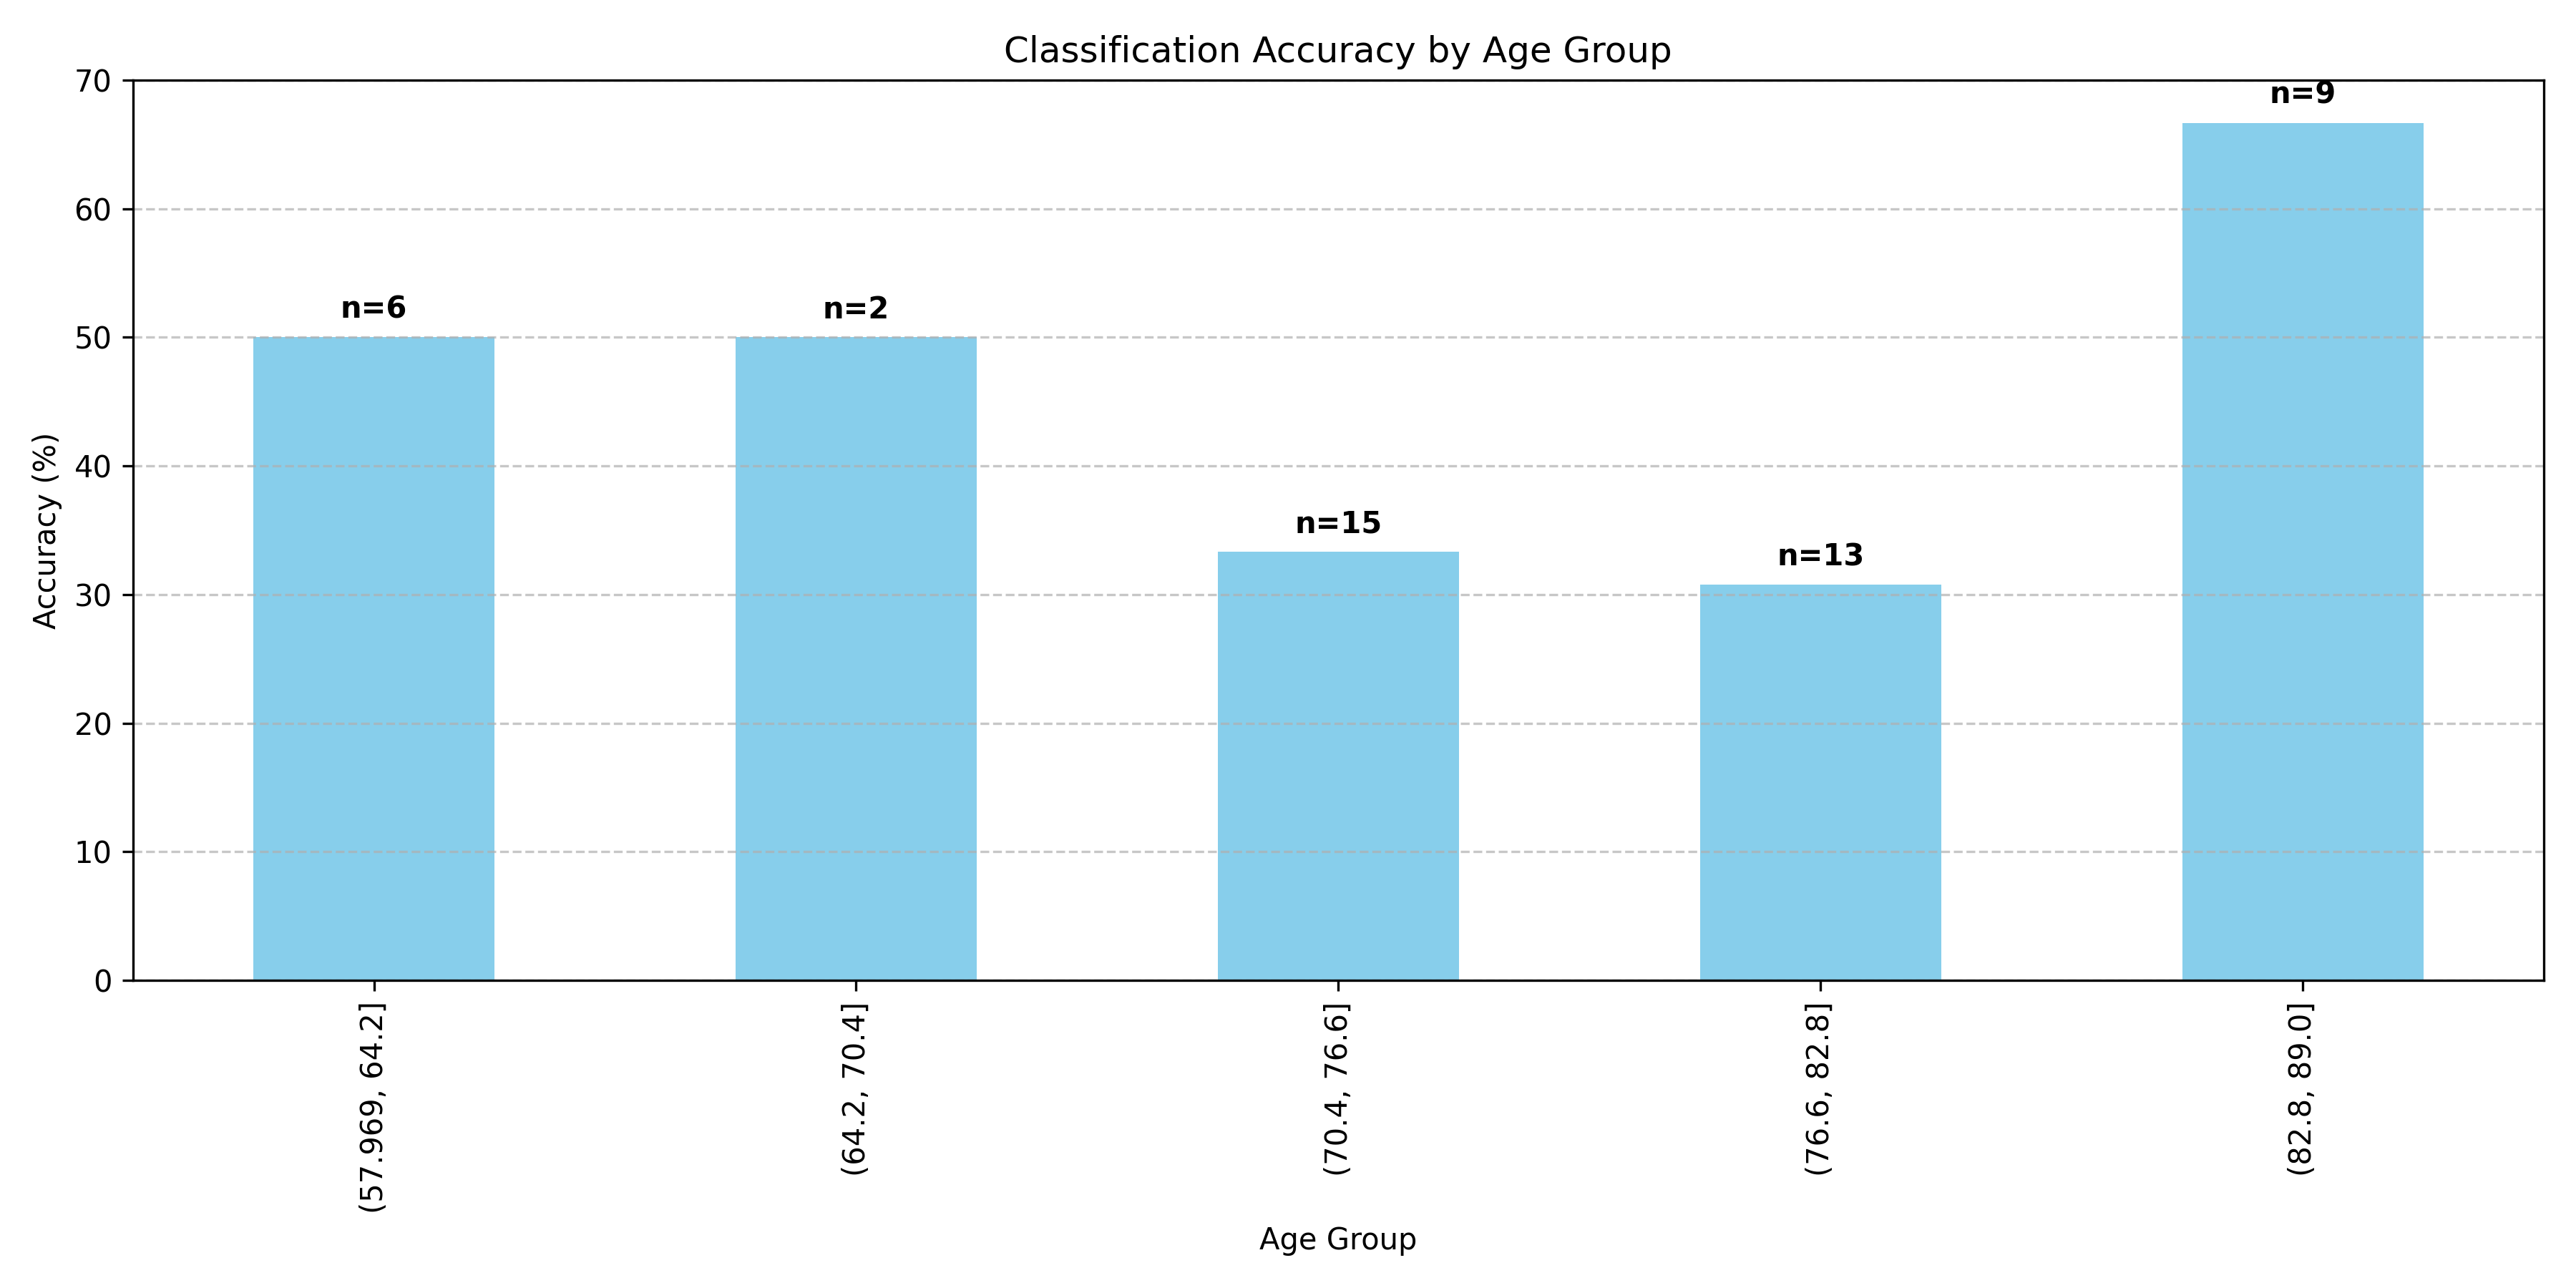 Classification Accuracy by Age Group
70
60
50
40
30
20
10
0
Accuracy (%)
n=6
n=2
n=15
n=13
n=9
(57.969, 64.2]
(64.2, 70.4]
(70.4, 76.6]
(76.6, 82.8]
(82.8, 89.0]
Age Group